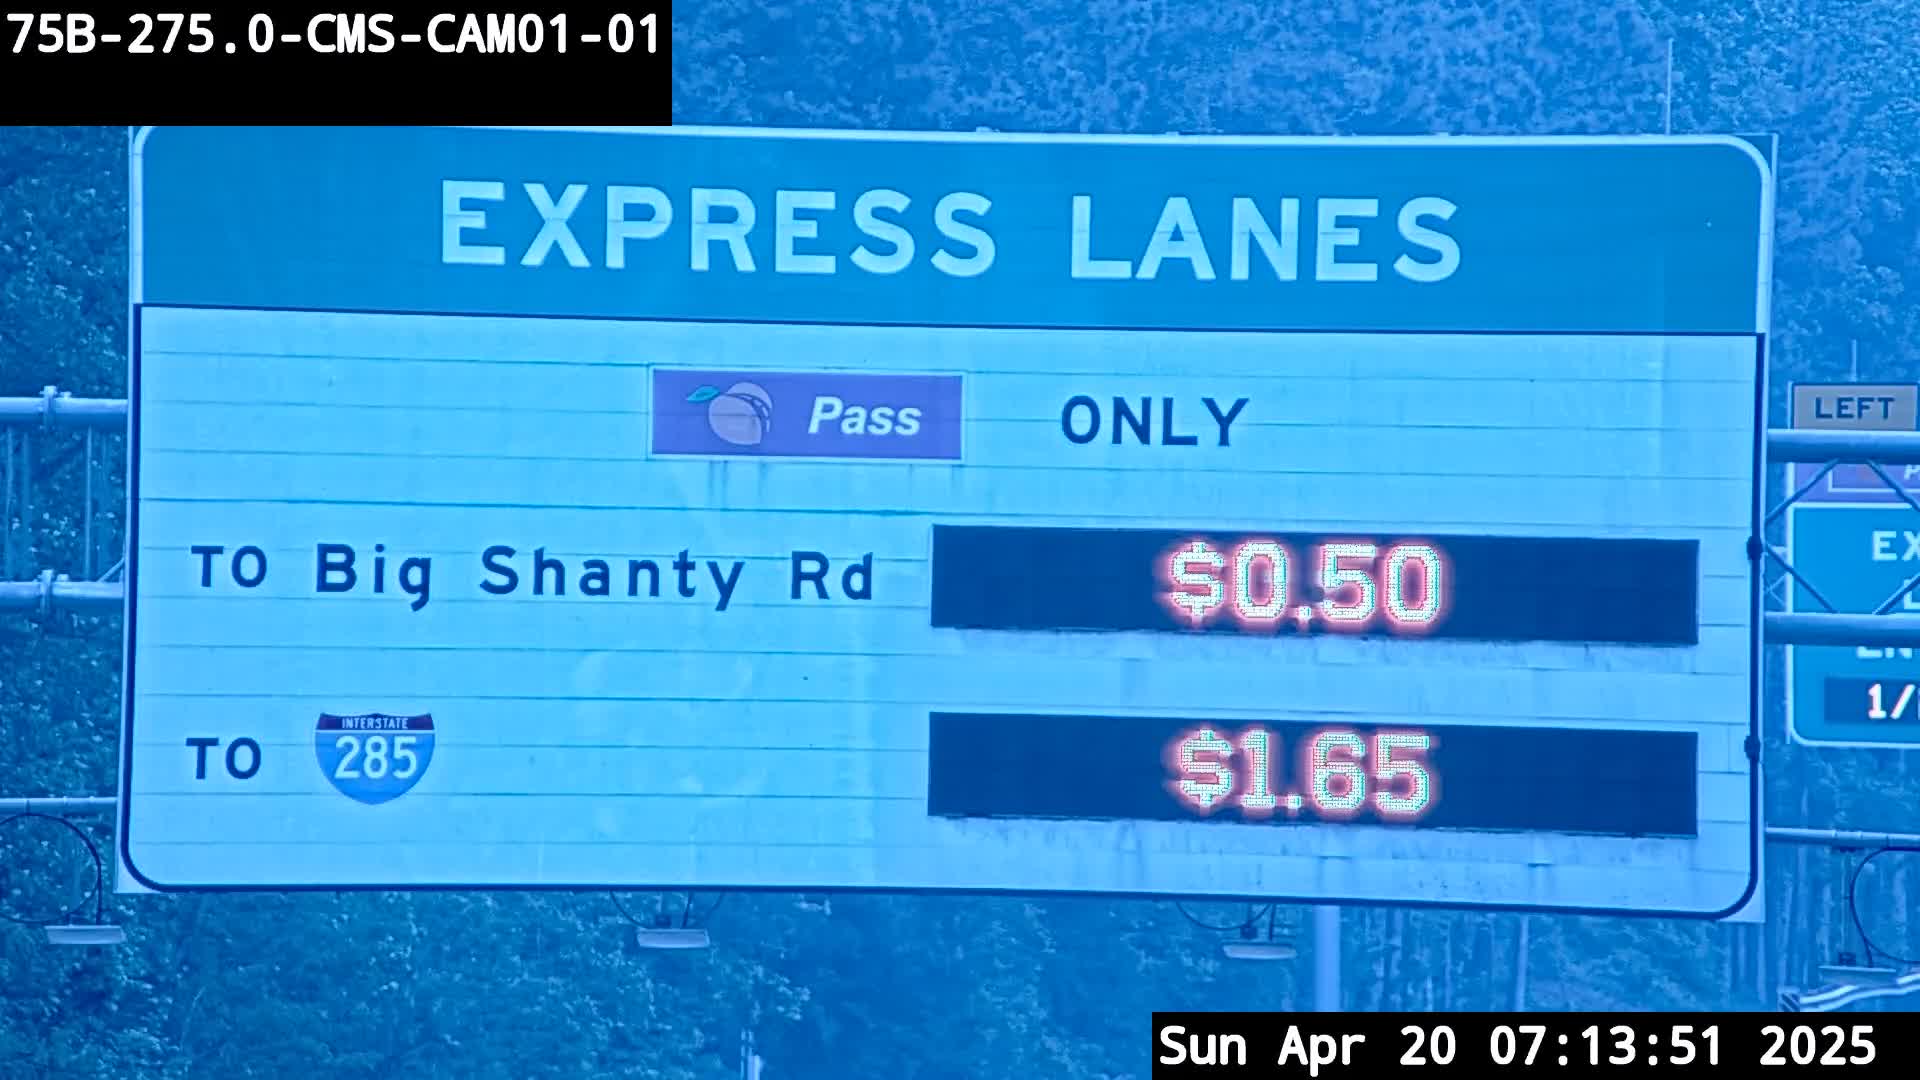 75B-275.0-CMS-CAM01-01
EXPRESS LANES
Pass ONLY
TO Big Shanty Rd $0.50
TO INTERSTATE 285 $1.65
LEFT
Sun Apr 20 07:13:51 2025